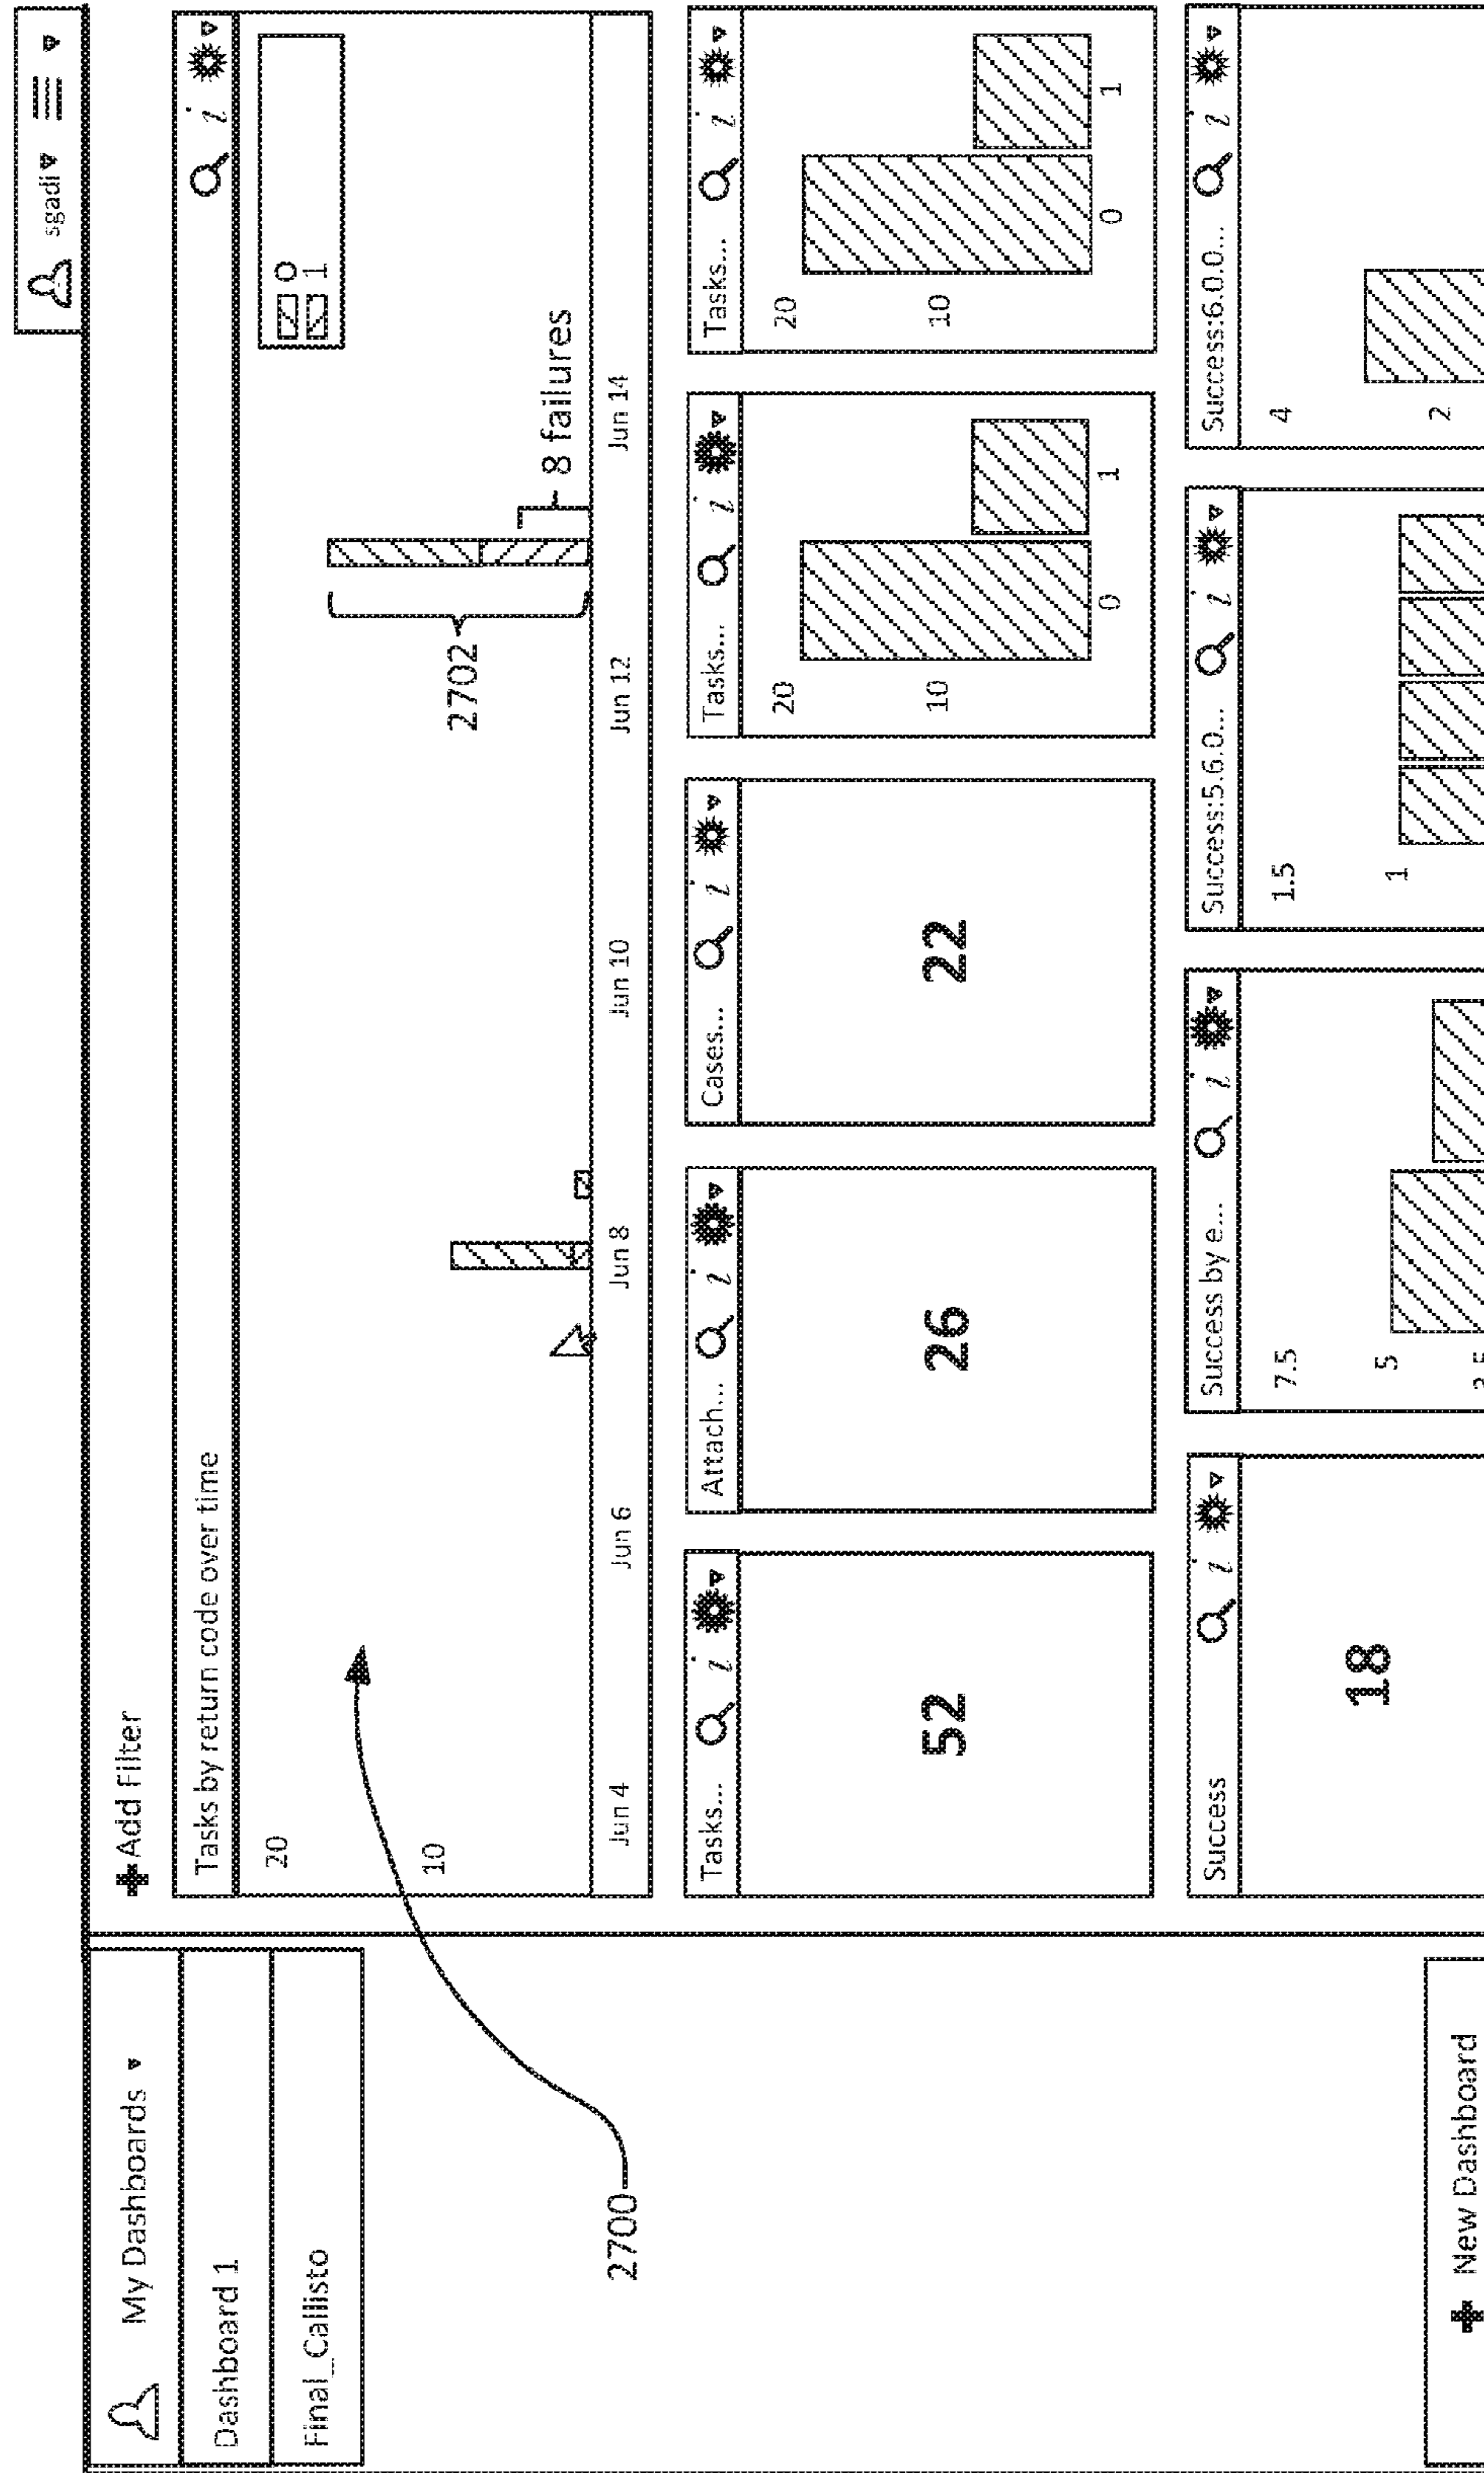 sgadi
My Dashboards
Dashboard 1
Final_Callisto
2700
New Dashboard
Add Filter
Tasks by return code over time
i
20
10
0
1
2702
8 failures
Jun 4
Jun 6
Jun 8
Jun 10
Jun 12
Jun 14
Tasks... i
52
Attach... i
26
Cases... i
22
Tasks... i
20
10
0 1
Tasks... i
20
10
0 1
Success i
18
Success by e... i
7.5
5
Success:5.6.0... i
1.5
1
Success:6.0.0... i
4
2